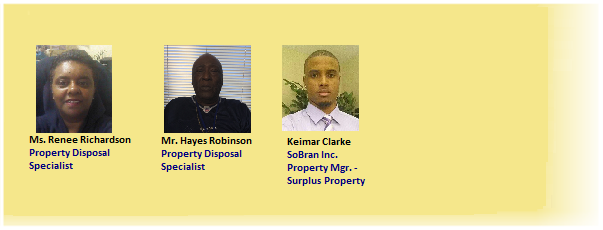 Ms. Renee Richardson
Property Disposal
Specialist
Mr. Hayes Robinson
Property Disposal
Specialist
Keimar Clarke
SoBran Inc.
Property Mgr. -
Surplus Property